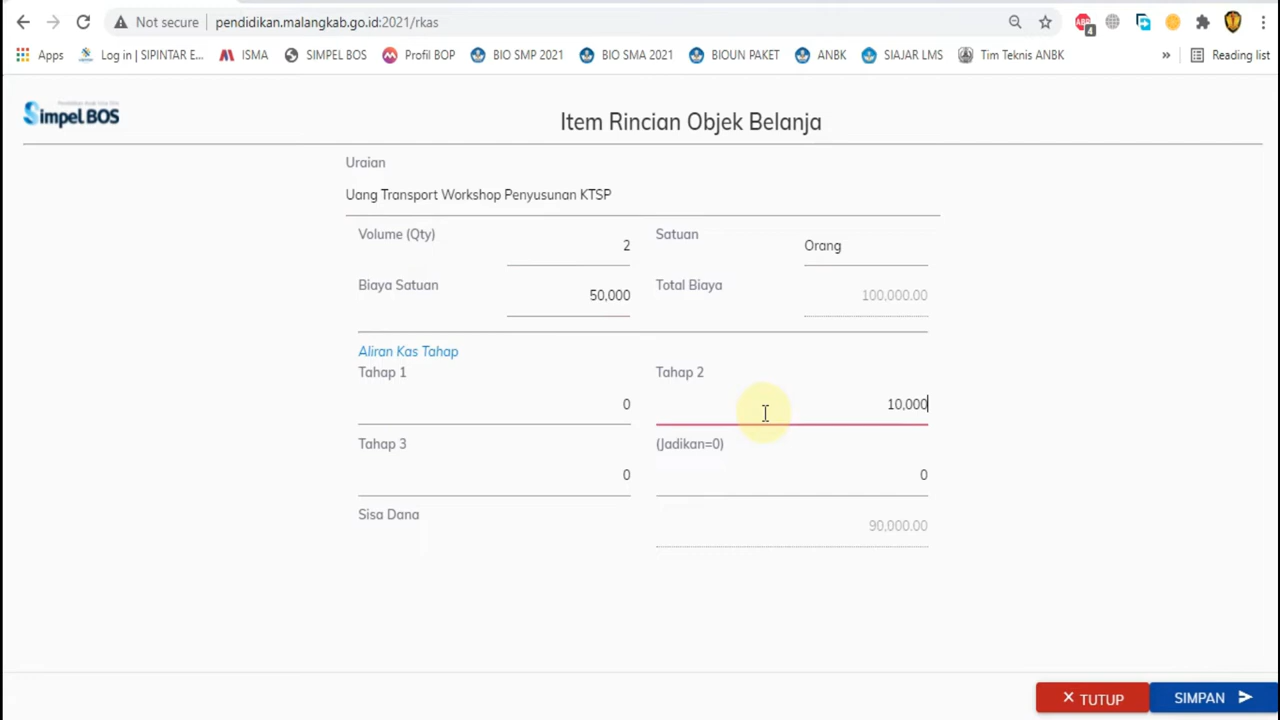 Not secure pendidikan.malangkab.go.id:2021/rkas ABP 4
Apps Log in | SIPINTAR E... ISMA SIMPEL BOS Profil BOP BIO SMP 2021 BIO SMA 2021 BIOUN PAKET ANBK SIAJAR LMS Tim Teknis ANBK » Reading list
Simpel BOS
Item Rincian Objek Belanja
Uraian
Uang Transport Workshop Penyusunan KTSP
Volume (Qty) 2 Satuan Orang
Biaya Satuan 50,000 Total Biaya 100,000.00
Aliran Kas Tahap
Tahap 1 Tahap 2
0 10,000
Tahap 3 (Jadikan=0)
0 0
Sisa Dana 90,000.00
TUTUP SIMPAN